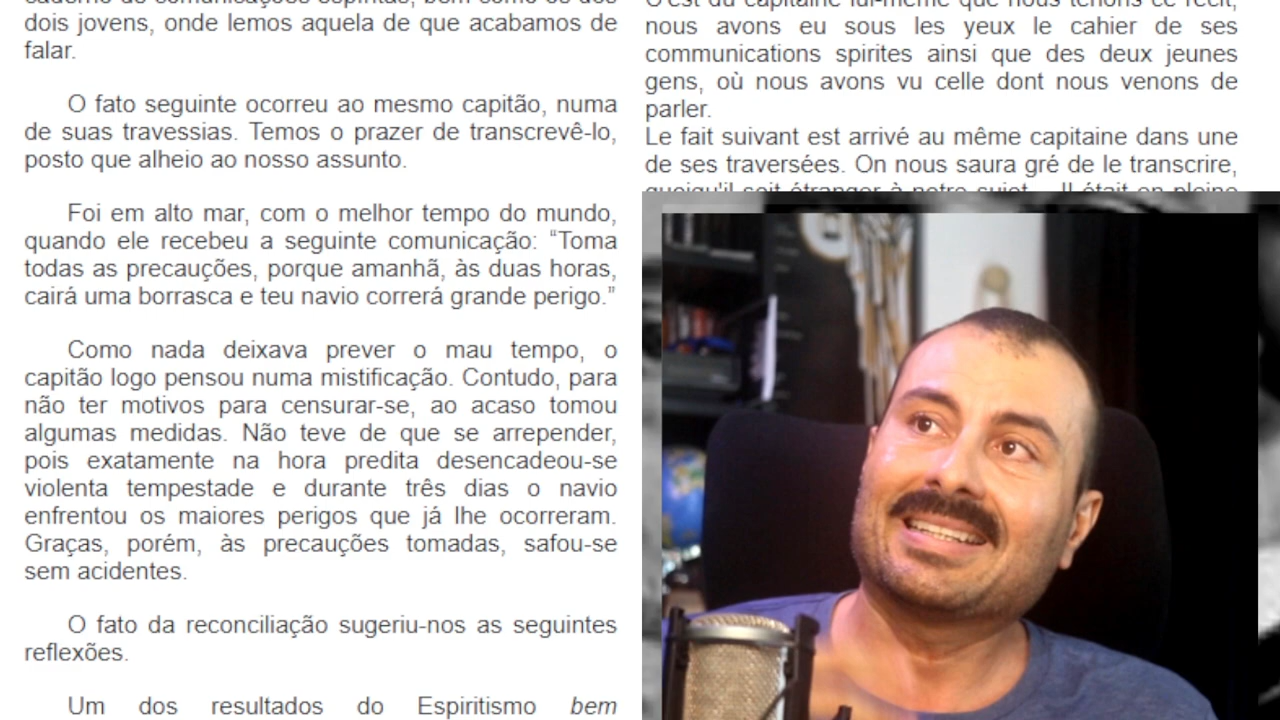 caderno de comunicações espíritas, bem como os dos
dois jovens, onde lemos aquela de que acabamos de
falar.
O fato seguinte ocorreu ao mesmo capitão, numa
de suas travessias. Temos o prazer de transcrevê-lo,
posto que alheio ao nosso assunto.
Foi em alto mar, com o melhor tempo do mundo,
quando ele recebeu a seguinte comunicação: “Toma
todas as precauções, porque amanhã, às duas horas,
cairá uma borrasca e teu navio correrá grande perigo.”
Como nada deixava prever o mau tempo, o
capitão logo pensou numa mistificação. Contudo, para
não ter motivos para censurar-se, ao acaso tomou
algumas medidas. Não teve de que se arrepender,
pois exatamente na hora predita desencadeou-se
violenta tempestade e durante três dias o navio
enfrentou os maiores perigos que já lhe ocorreram.
Graças, porém, às precauções tomadas, safou-se
sem acidentes.
O fato da reconciliação sugeriu-nos as seguintes
reflexões.
Um dos resultados do Espiritismo bem
C'est du capitaine lui-même que nous tenons ce récit,
nous avons eu sous les yeux le cahier de ses
communications spirites ainsi que des deux jeunes
gens, où nous avons vu celle dont nous venons de
parler.
Le fait suivant est arrivé au même capitaine dans une
de ses traversées. On nous saura gré de le transcrire,
quoiqu'il soit étranger à notre sujet. Il était en pleine